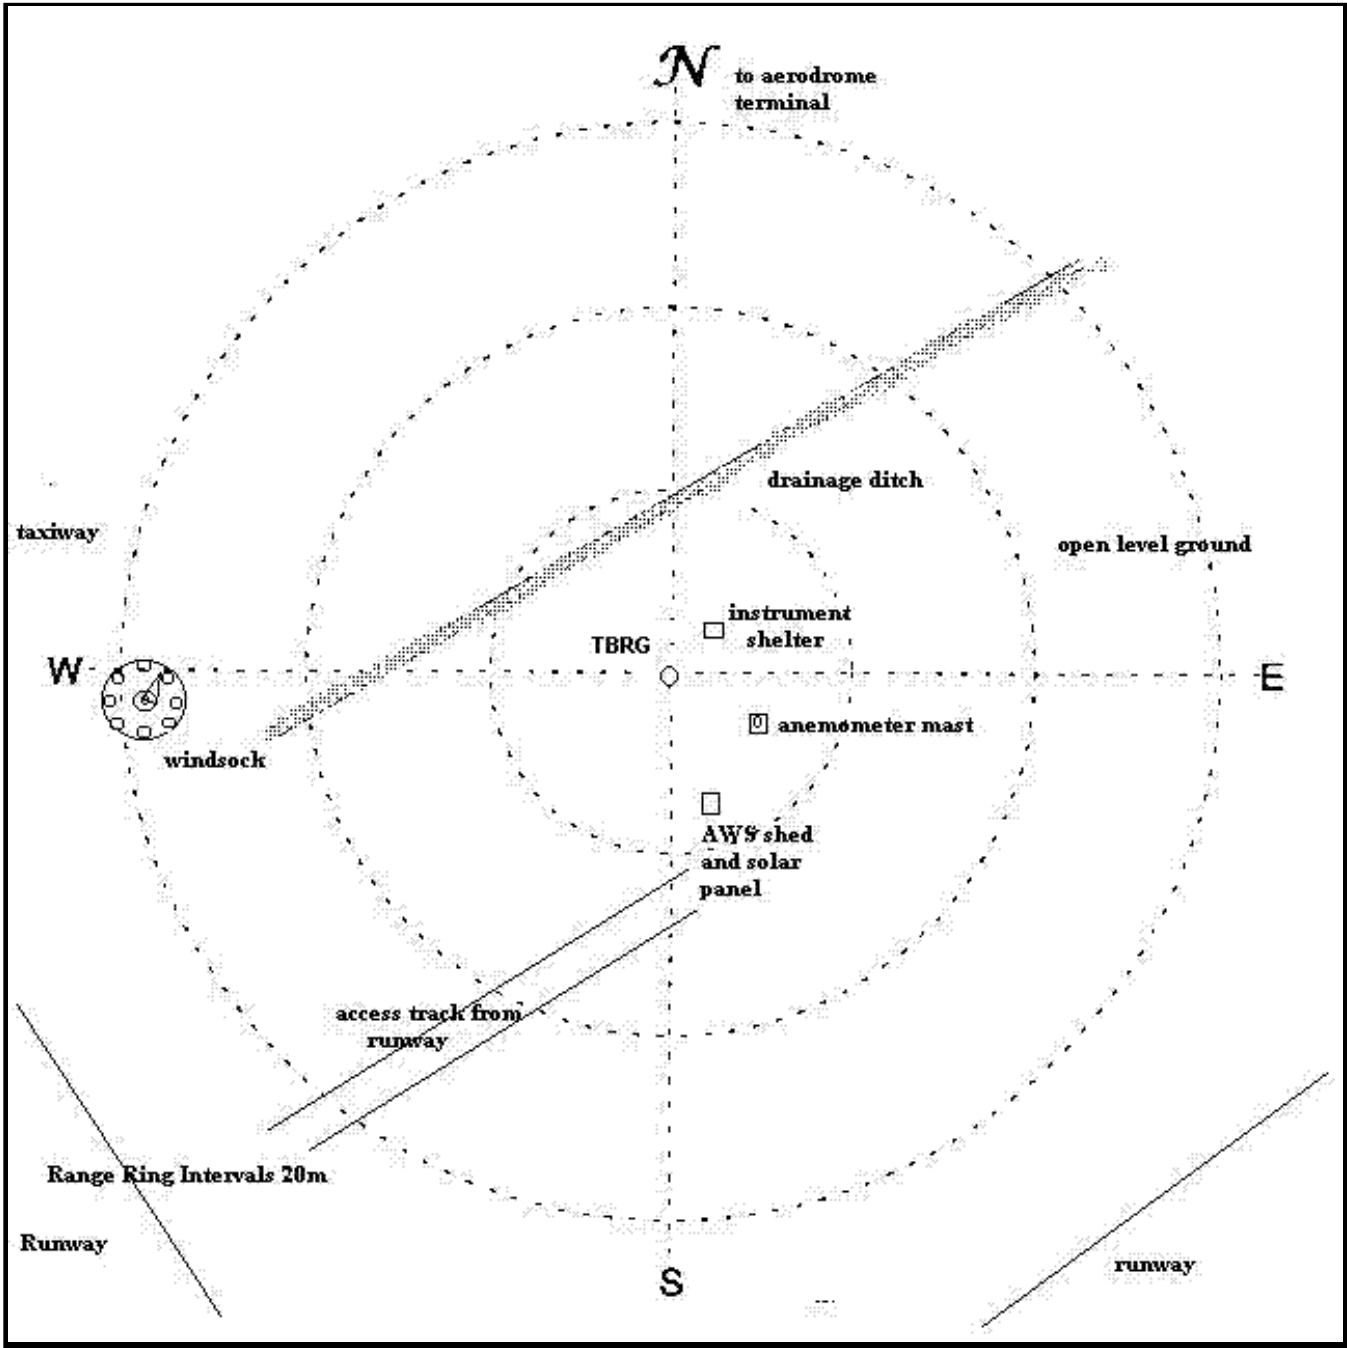 N
to aerodrome
terminal
drainage ditch
taxiway
open level ground
instrument
shelter
TBRG
W
E
anemometer mast
windsock
AWS shed
and solar
panel
access track from
runway
Range Ring Intervals 20m
Runway
runway
S